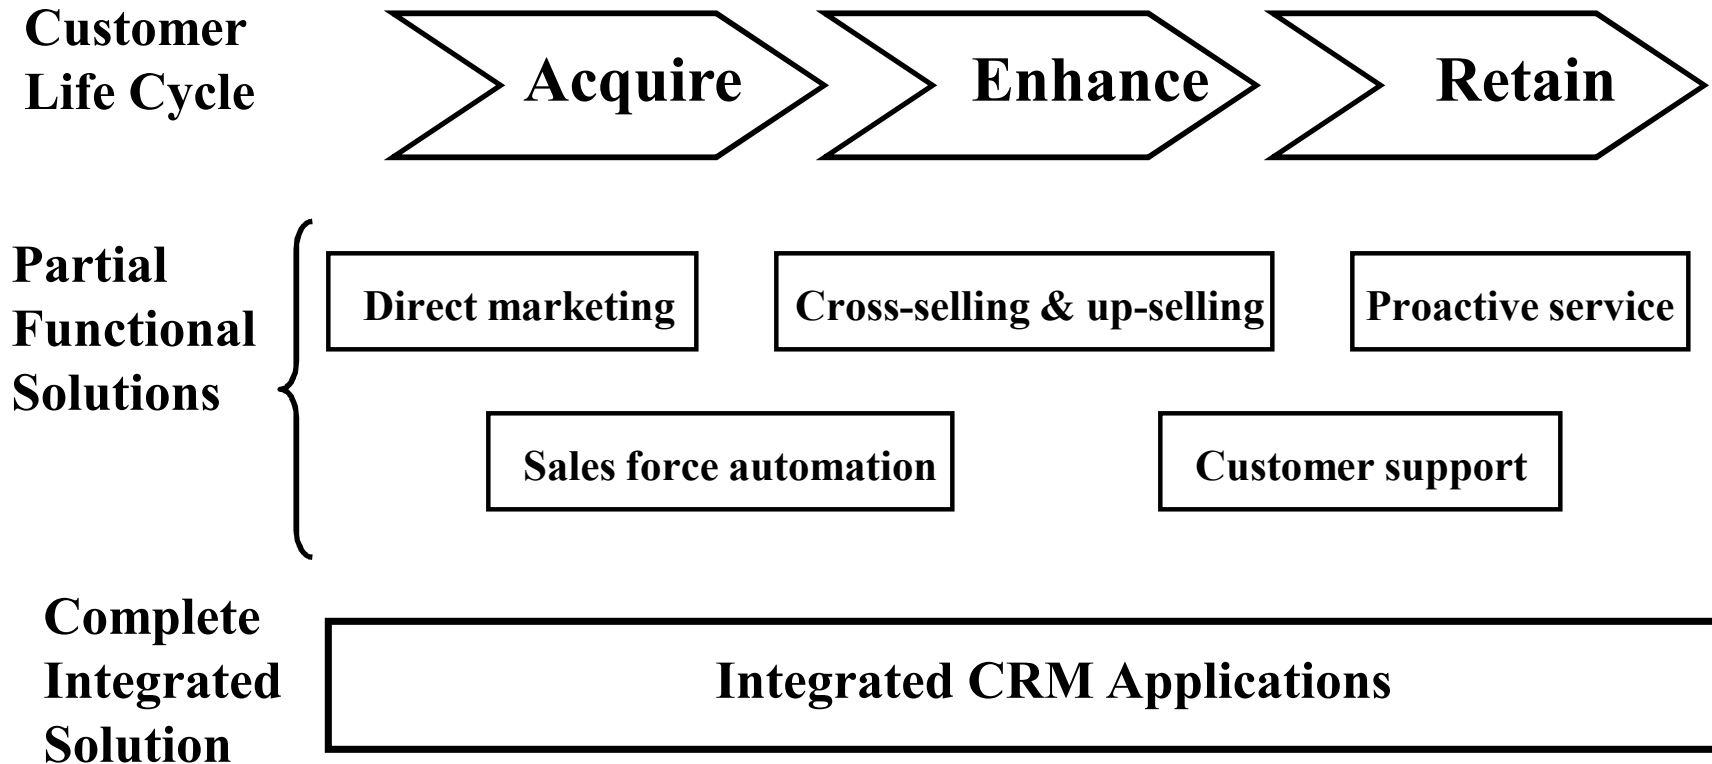 Customer
Life Cycle
Acquire
Enhance
Retain
Partial
Functional
Solutions
Direct marketing
Cross-selling & up-selling
Proactive service
Sales force automation
Customer support
Complete
Integrated
Solution
Integrated CRM Applications